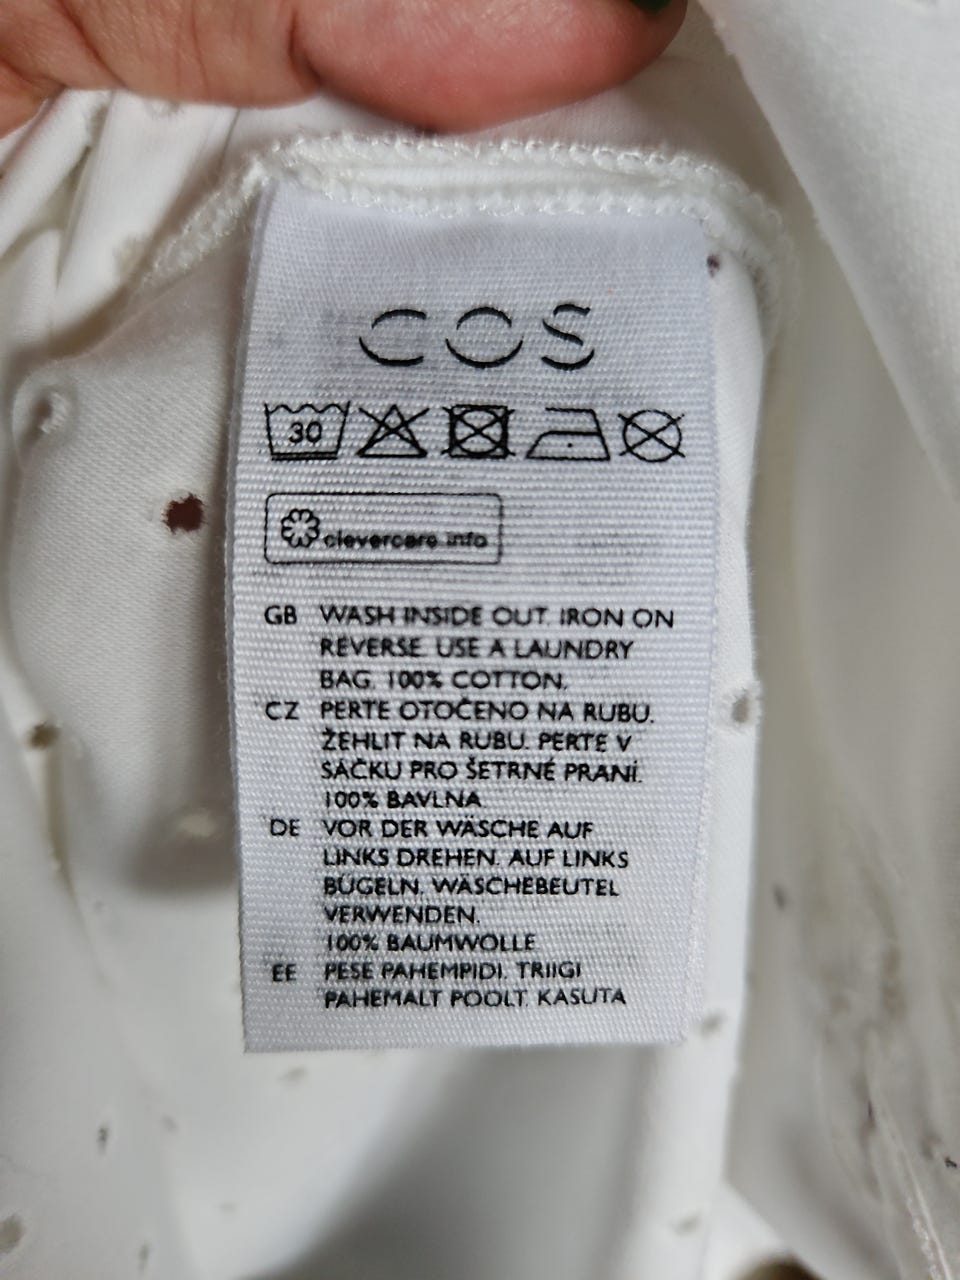 COS
30
clevercare.info
GB WASH INSIDE OUT. IRON ON
REVERSE. USE A LAUNDRY
BAG. 100% COTTON.
CZ PERTE OTOČENO NA RUBU.
ŽEHLIT NA RUBU. PERTE V
SÁČKU PRO ŠETRNÉ PRANÍ.
100% BAVLNA
DE VOR DER WÄSCHE AUF
LINKS DREHEN. AUF LINKS
BÜGELN. WÄSCHEBEUTEL
VERWENDEN.
100% BAUMWOLLE
EE PESE PAHEMPIDI. TRIIGI
PAHEMALT POOLT. KASUTA